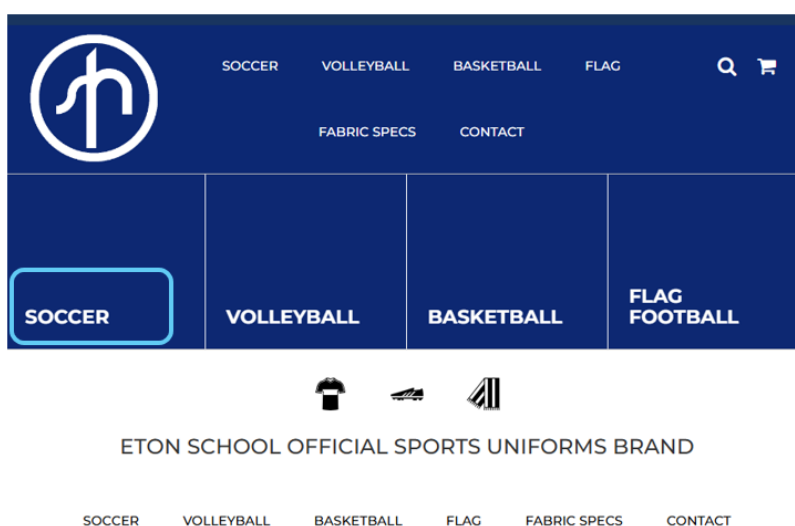 SOCCER VOLLEYBALL BASKETBALL FLAG
FABRIC SPECS CONTACT
SOCCER VOLLEYBALL BASKETBALL FLAG
FOOTBALL
ETON SCHOOL OFFICIAL SPORTS UNIFORMS BRAND
SOCCER VOLLEYBALL BASKETBALL FLAG FABRIC SPECS CONTACT